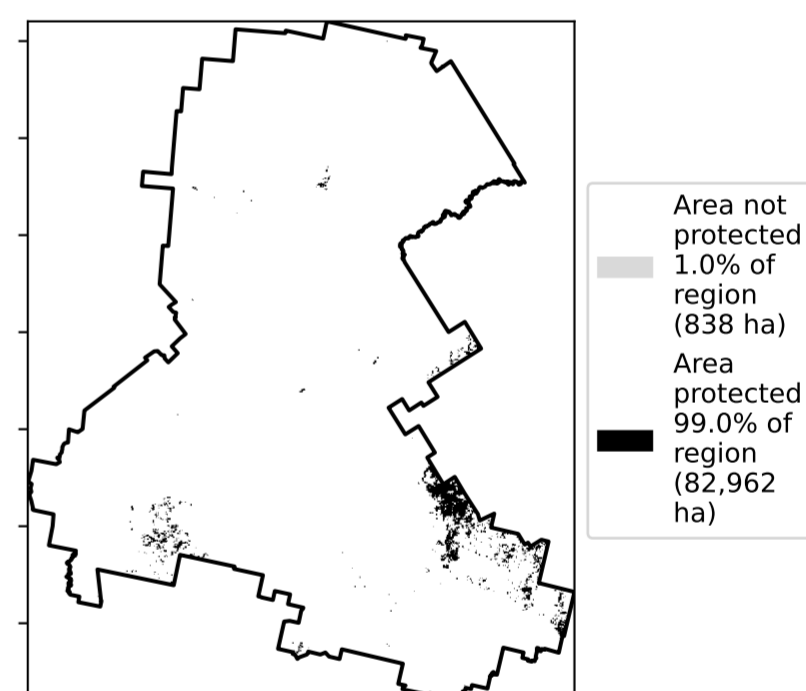 Area not
protected
1.0% of
region
(838 ha)
Area
protected
99.0% of
region
(82,962
ha)